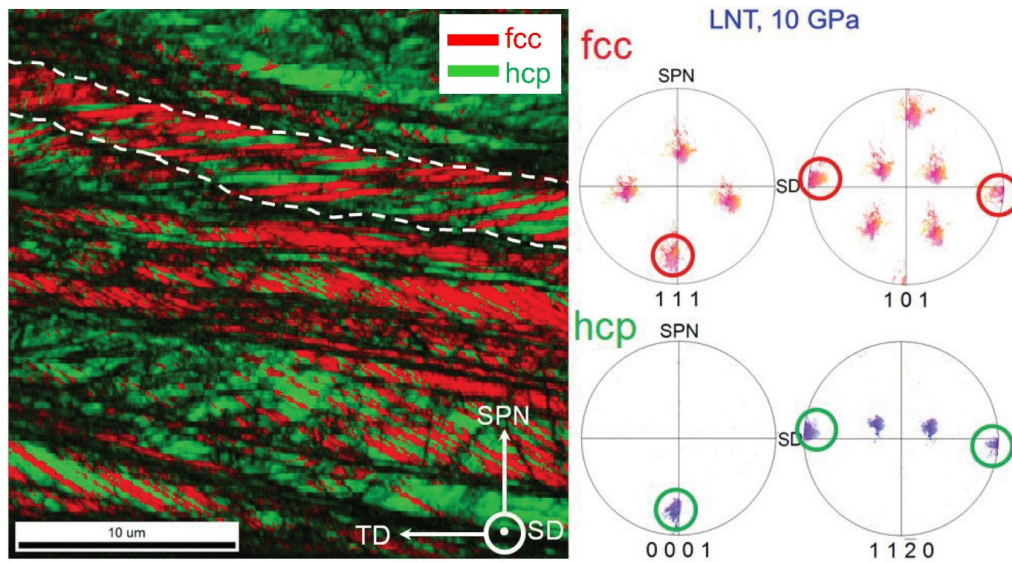 fcc
hcp
SPN
TD
SD
10 um
LNT, 10 GPa
fcc
SPN
SD
1 1 1
1 0 1
hcp
SPN
SD
0 0 0 1
1 1 2̅ 0